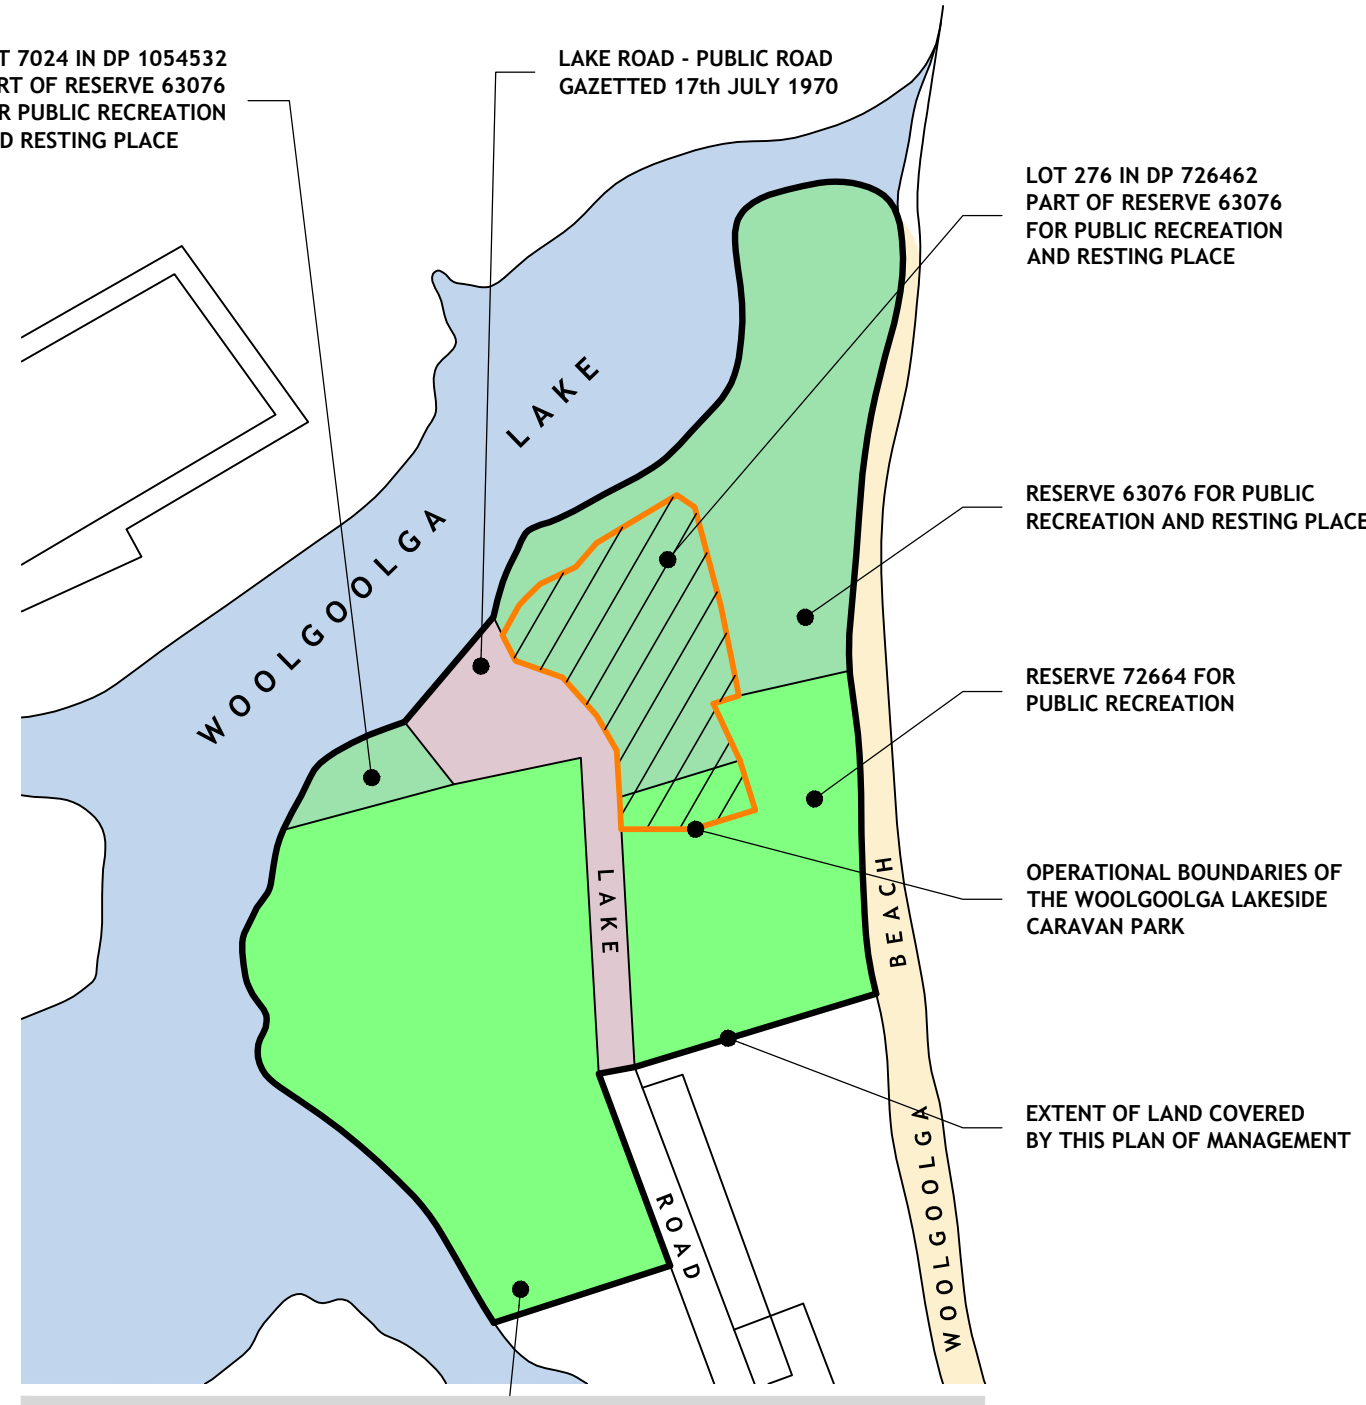 T 7024 IN DP 1054532
RT OF RESERVE 63076
R PUBLIC RECREATION
D RESTING PLACE
LAKE ROAD - PUBLIC ROAD
GAZETTED 17th JULY 1970
LOT 276 IN DP 726462
PART OF RESERVE 63076
FOR PUBLIC RECREATION
AND RESTING PLACE
WOOLGOOLGA LAKE
RESERVE 63076 FOR PUBLIC
RECREATION AND RESTING PLACE
RESERVE 72664 FOR
PUBLIC RECREATION
OPERATIONAL BOUNDARIES OF
THE WOOLGOOLGA LAKESIDE
CARAVAN PARK
LAKE ROAD
WOOLGOOLGA BEACH
EXTENT OF LAND COVERED
BY THIS PLAN OF MANAGEMENT